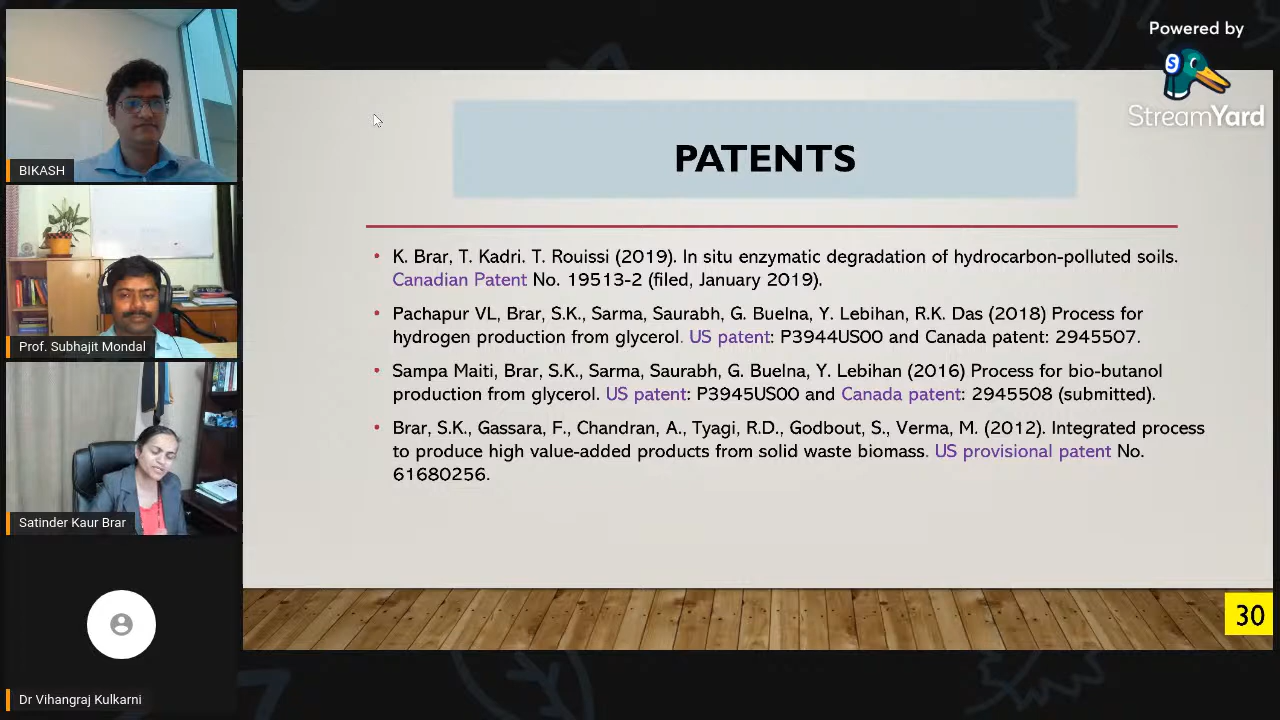 Powered by
S
StreamYard
BIKASH
Prof. Subhajit Mondal
Satinder Kaur Brar
Dr Vihangraj Kulkarni
PATENTS
• K. Brar, T. Kadri. T. Rouissi (2019). In situ enzymatic degradation of hydrocarbon-polluted soils.
Canadian Patent No. 19513-2 (filed, January 2019).
• Pachapur VL, Brar, S.K., Sarma, Saurabh, G. Buelna, Y. Lebihan, R.K. Das (2018) Process for
hydrogen production from glycerol. US patent: P3944US00 and Canada patent: 2945507.
• Sampa Maiti, Brar, S.K., Sarma, Saurabh, G. Buelna, Y. Lebihan (2016) Process for bio-butanol
production from glycerol. US patent: P3945US00 and Canada patent: 2945508 (submitted).
• Brar, S.K., Gassara, F., Chandran, A., Tyagi, R.D., Godbout, S., Verma, M. (2012). Integrated process
to produce high value-added products from solid waste biomass. US provisional patent No.
61680256.
30